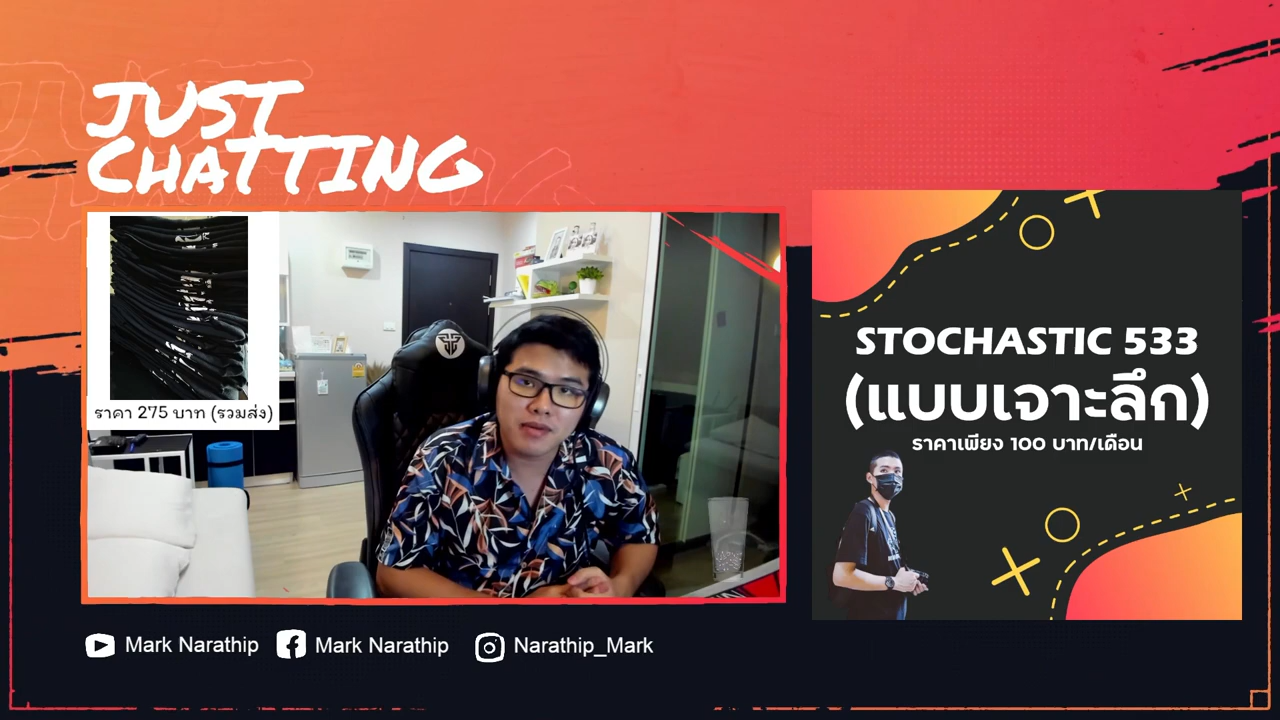 JUST
CHATTING
ราคา 275 บาท (รวมส่ง)
STOCHASTIC 533
(แบบเจาะลึก)
ราคาเพียง 100 บาท/เดือน
Mark Narathip
Mark Narathip
Narathip_Mark